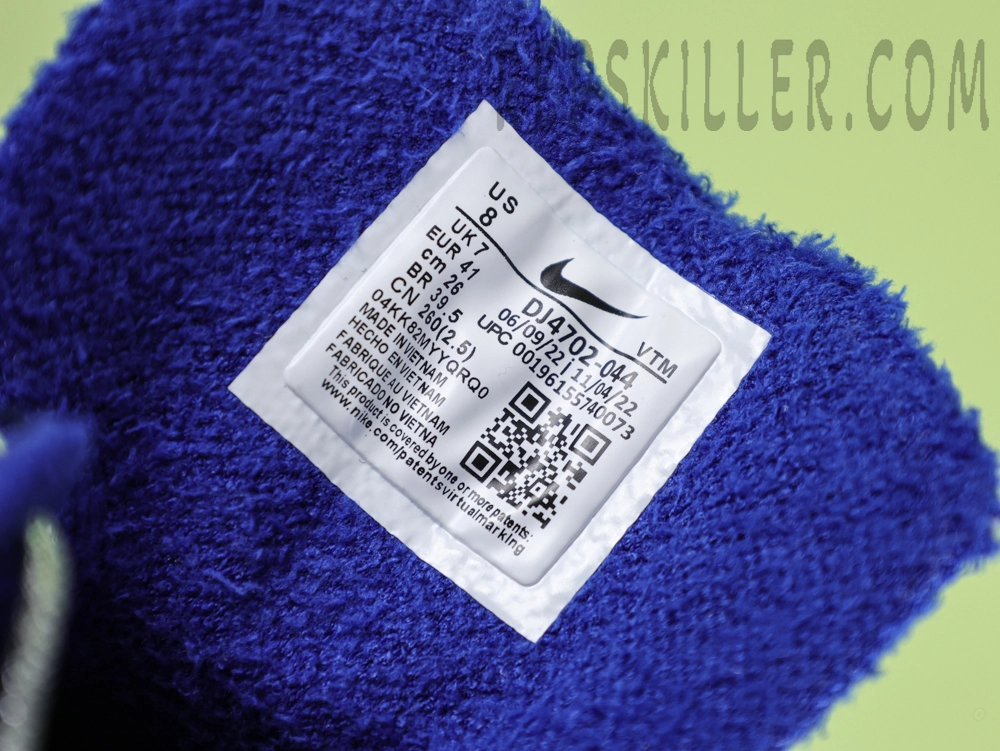 SKILLER.COM
US
8
UK 7
EUR 41
cm 26
BR 39.5
CN 260(2.5)
04KK82MYYQRQ0
MADE IN VIETNAM
HECHO EN VIETNAM
FABRIQUE AU VIETNAM
FABRICADO NO VIETNA
This product is covered by one or more patents:
www.nike.com/patentsvirtualmarking
VTM
DJ4702-044
06/09/22 | 11/04/22
UPC 00196155740073